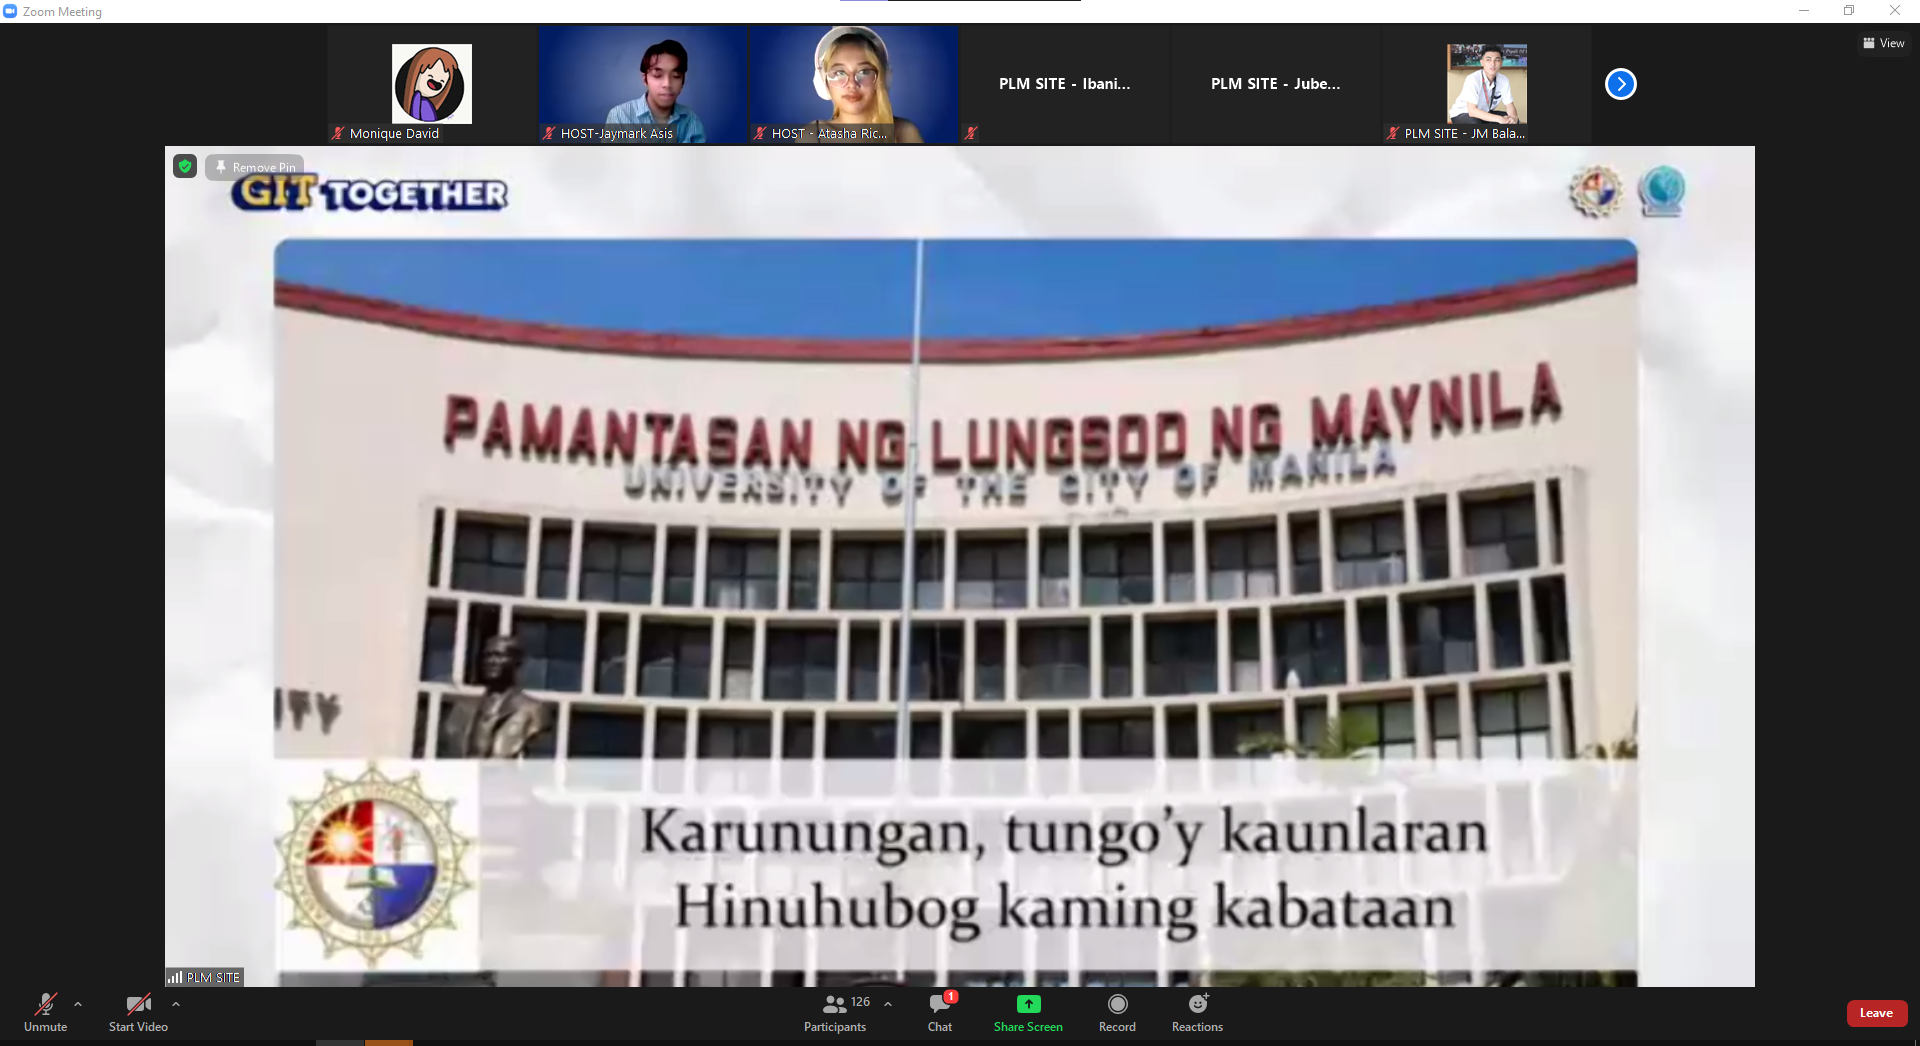 Zoom Meeting
View
PLM SITE - Ibani...
PLM SITE - Jube...
Monique David
HOST-Jaymark Asis
HOST - Atasha Ric...
PLM SITE - JM Bala...
Remove Pin
GIT TOGETHER
PAMANTASAN NG LUNGSOD NG MAYNILA
UNIVERSITY OF THE CITY OF MANILA
ITY
Karunungan, tungo'y kaunlaran
Hinuhubog kaming kabataan
PLM SITE
126
1
Unmute
Start Video
Participants
Chat
Share Screen
Record
Reactions
Leave